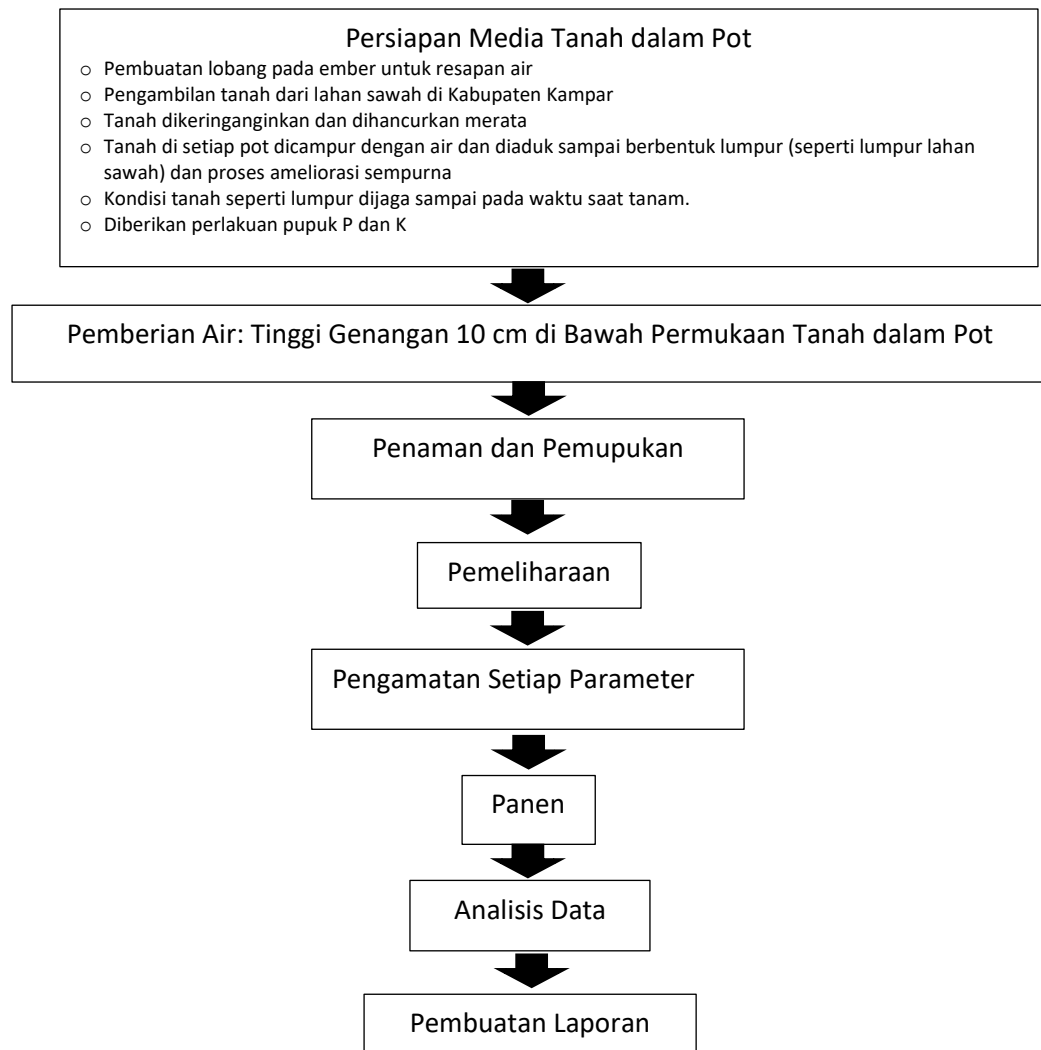 Persiapan Media Tanah dalam Pot
o Pembuatan lobang pada ember untuk resapan air
o Pengambilan tanah dari lahan sawah di Kabupaten Kampar
o Tanah dikeringanginkan dan dihancurkan merata
o Tanah di setiap pot dicampur dengan air dan diaduk sampai berbentuk lumpur (seperti lumpur lahan
sawah) dan proses ameliorasi sempurna
o Kondisi tanah seperti lumpur dijaga sampai pada waktu saat tanam.
o Diberikan perlakuan pupuk P dan K
Pemberian Air: Tinggi Genangan 10 cm di Bawah Permukaan Tanah dalam Pot
Penaman dan Pemupukan
Pemeliharaan
Pengamatan Setiap Parameter
Panen
Analisis Data
Pembuatan Laporan